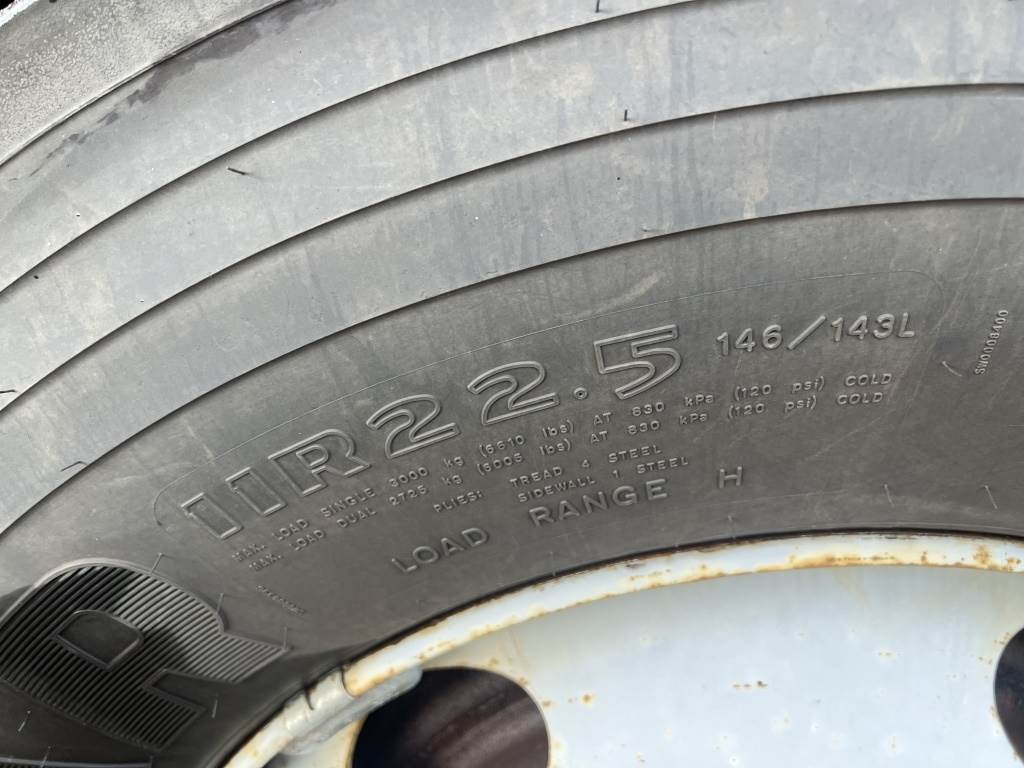 11R22.5 146/143L
MAX. LOAD SINGLE 3000 kg (6610 lbs) AT 830 kPa (120 psi) COLD
MAX. LOAD DUAL 2725 kg (6005 lbs) AT 830 kPa (120 psi) COLD
PLIES: TREAD 4 STEEL
SIDEWALL 1 STEEL
LOAD RANGE H
R